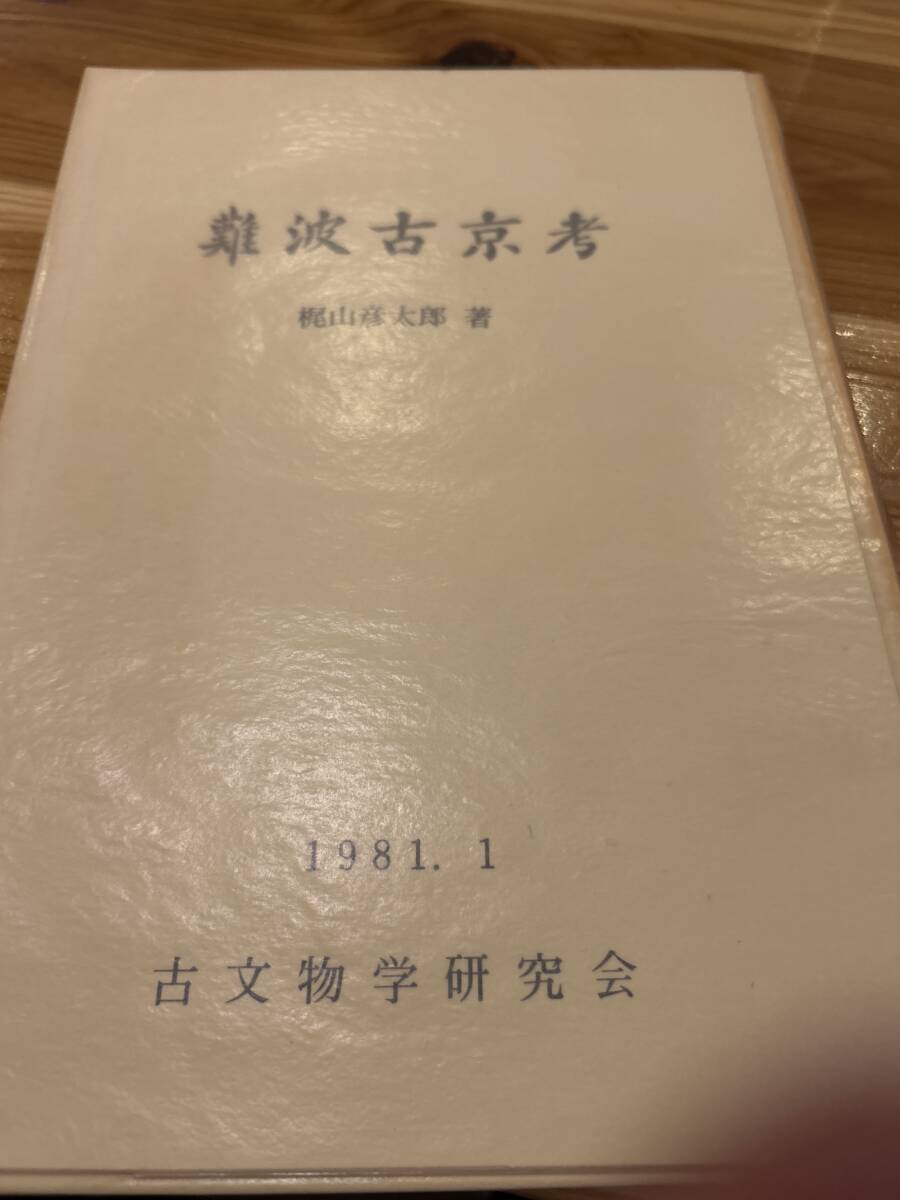 難波古京考
梶山彦太郎 著
1981. 1
古文物学研究会